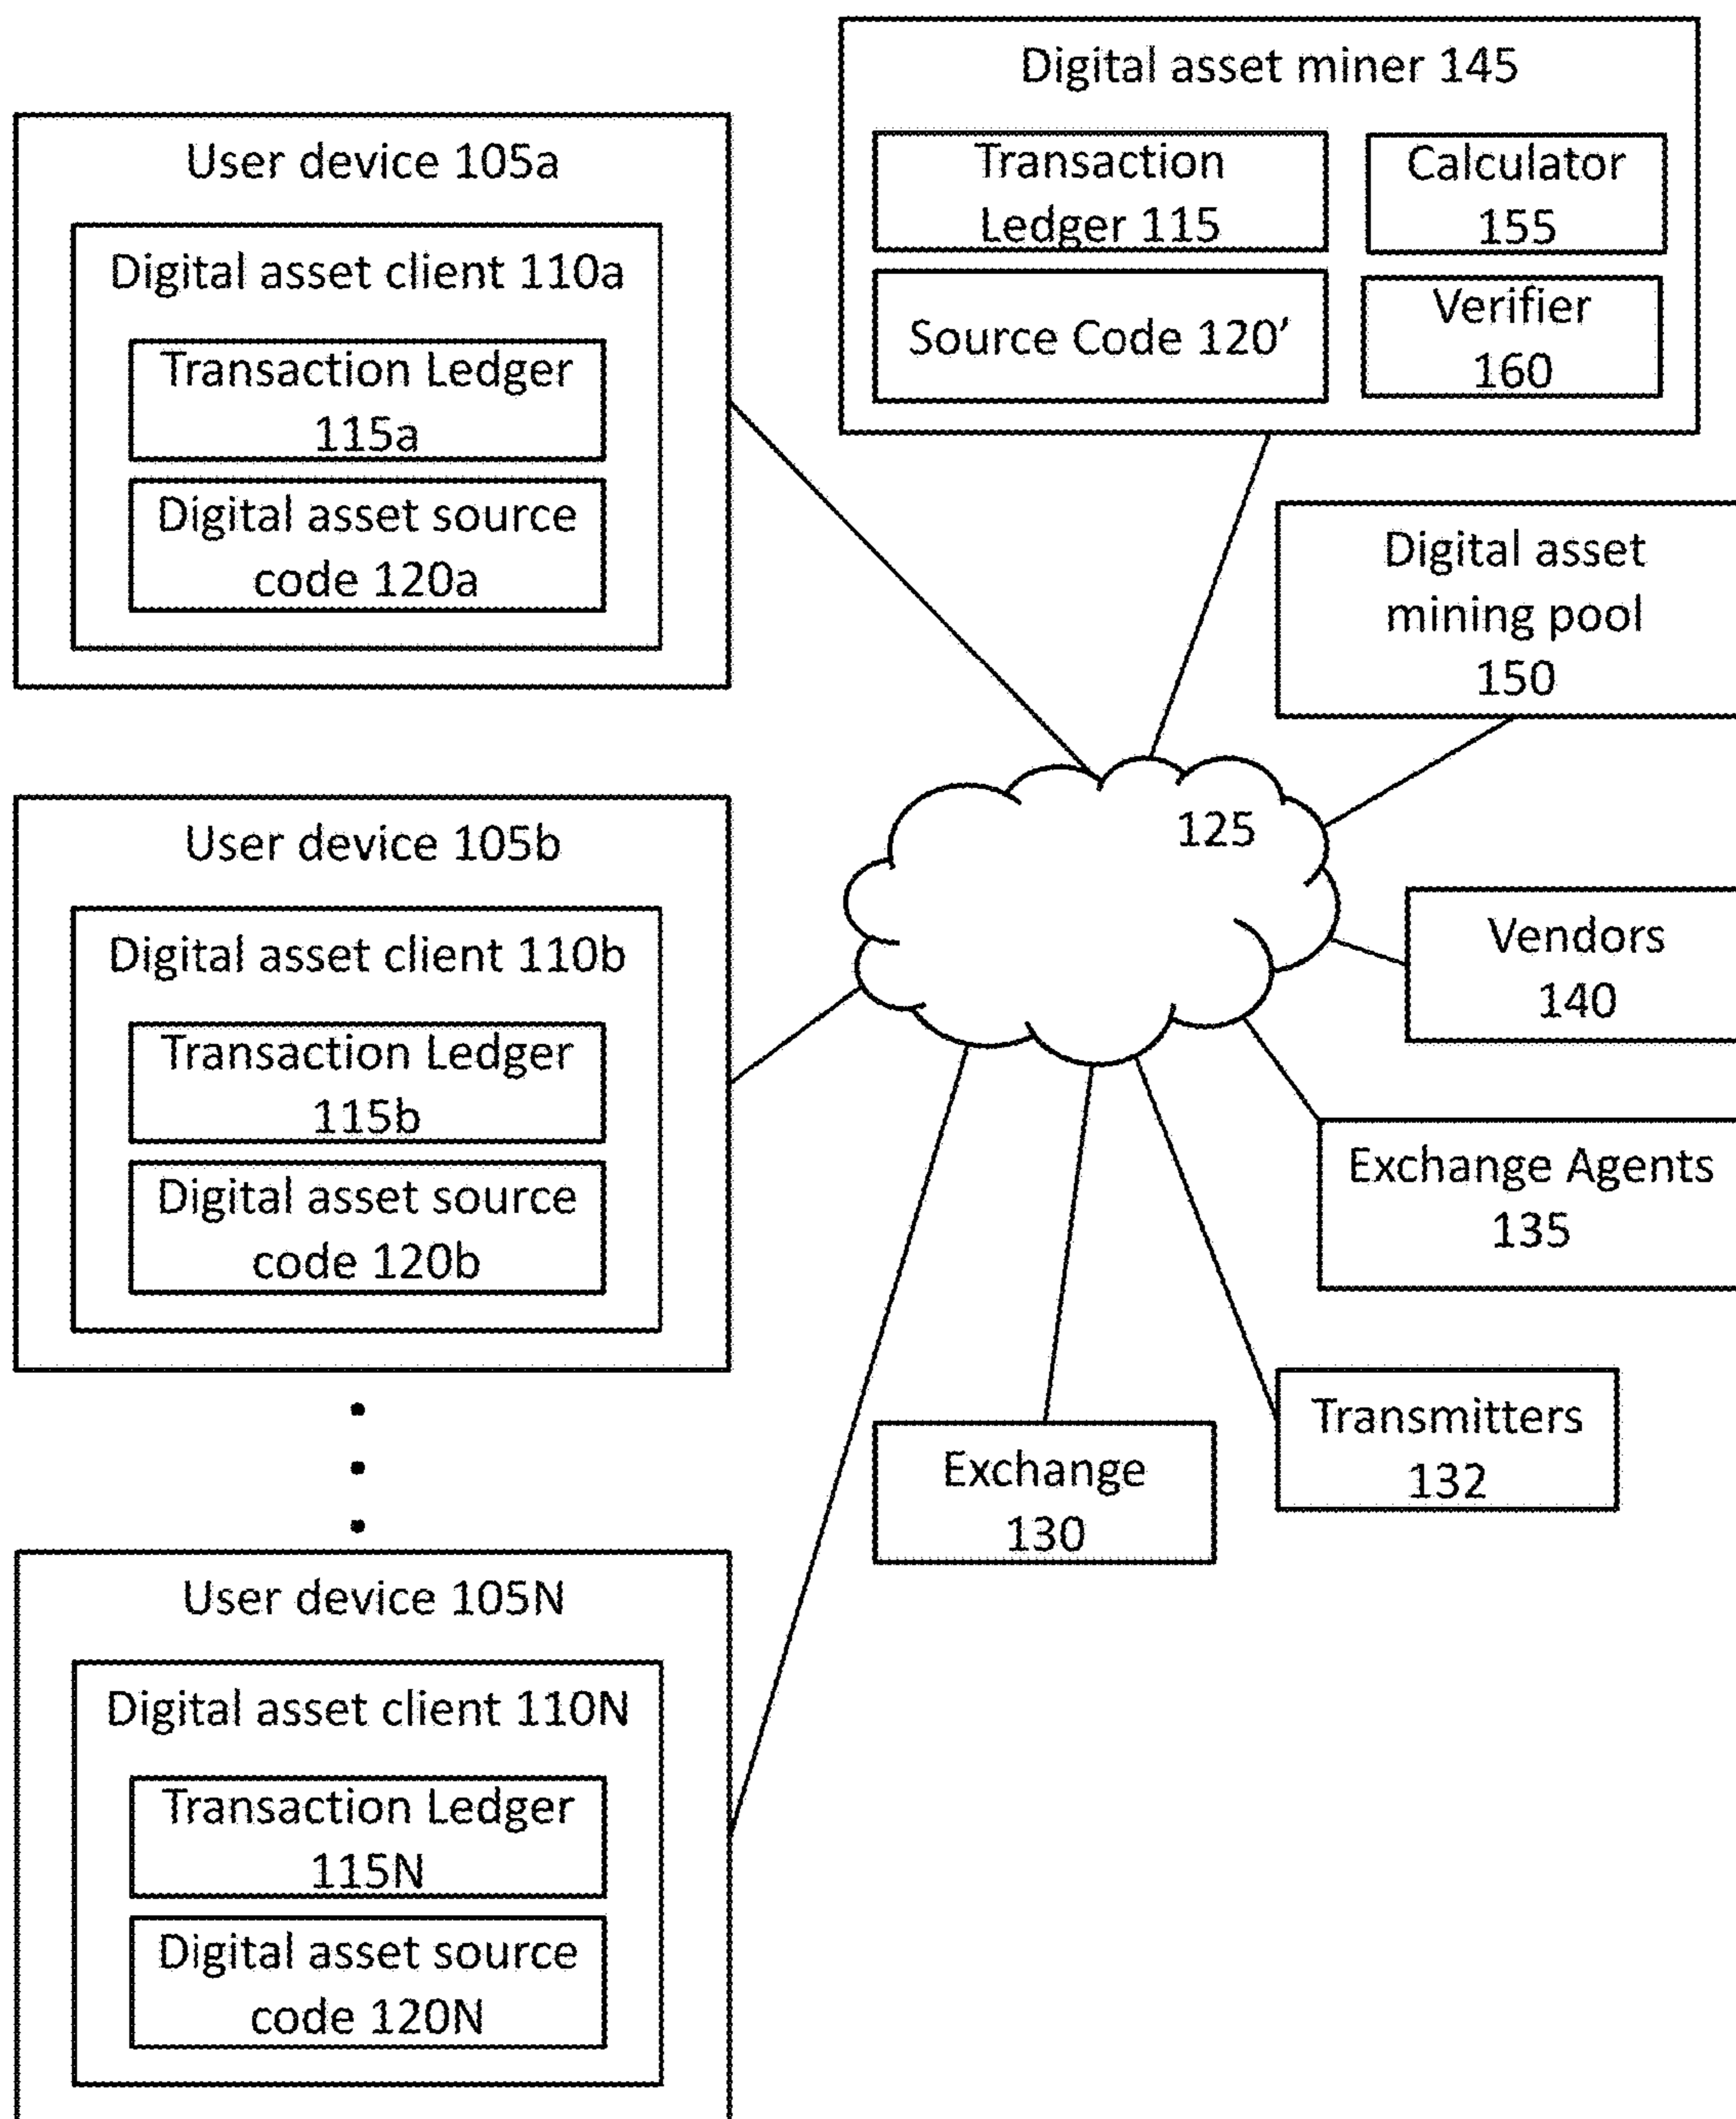 Digital asset miner 145
Transaction
Ledger 115
Calculator
155
Source Code 120’
Verifier
160
User device 105a
Digital asset client 110a
Transaction Ledger
115a
Digital asset source
code 120a
Digital asset
mining pool
150
125
User device 105b
Digital asset client 110b
Transaction Ledger
115b
Digital asset source
code 120b
Vendors
140
Exchange Agents
135
Transmitters
132
Exchange
130
User device 105N
Digital asset client 110N
Transaction Ledger
115N
Digital asset source
code 120N